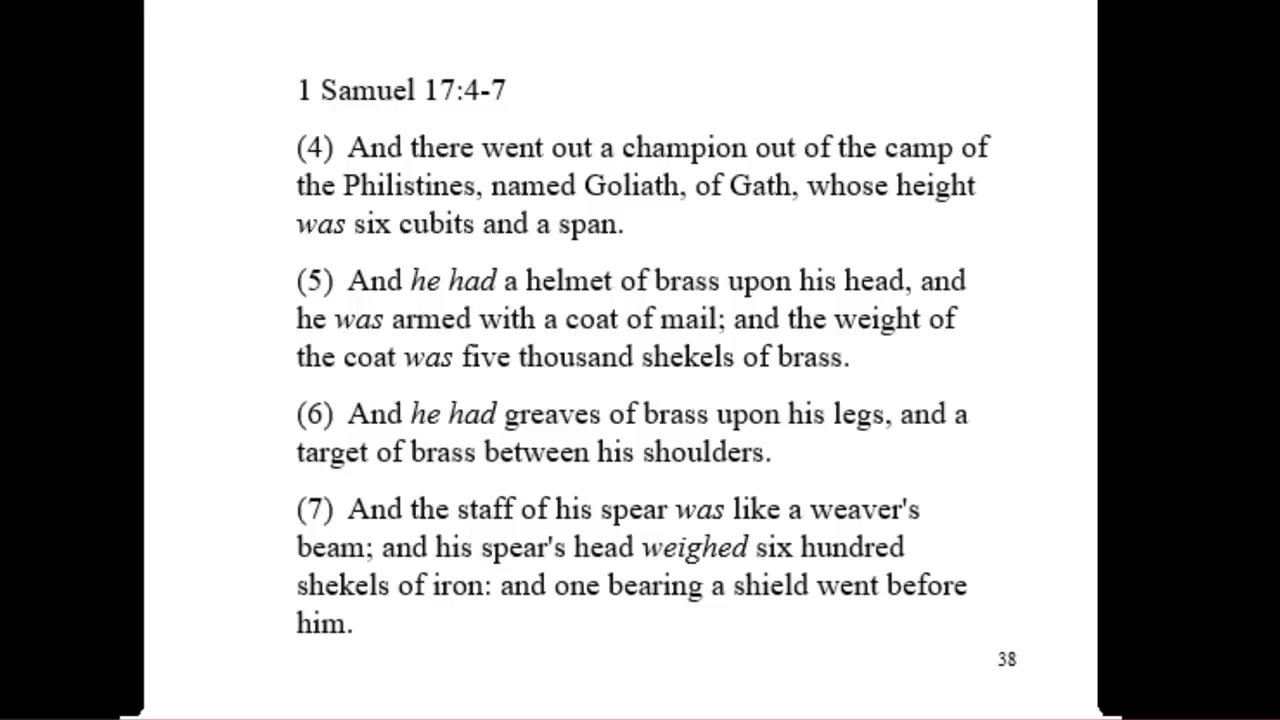 1 Samuel 17:4-7
(4) And there went out a champion out of the camp of
the Philistines, named Goliath, of Gath, whose height
was six cubits and a span.
(5) And he had a helmet of brass upon his head, and
he was armed with a coat of mail; and the weight of
the coat was five thousand shekels of brass.
(6) And he had greaves of brass upon his legs, and a
target of brass between his shoulders.
(7) And the staff of his spear was like a weaver's
beam; and his spear's head weighed six hundred
shekels of iron: and one bearing a shield went before
him.
38